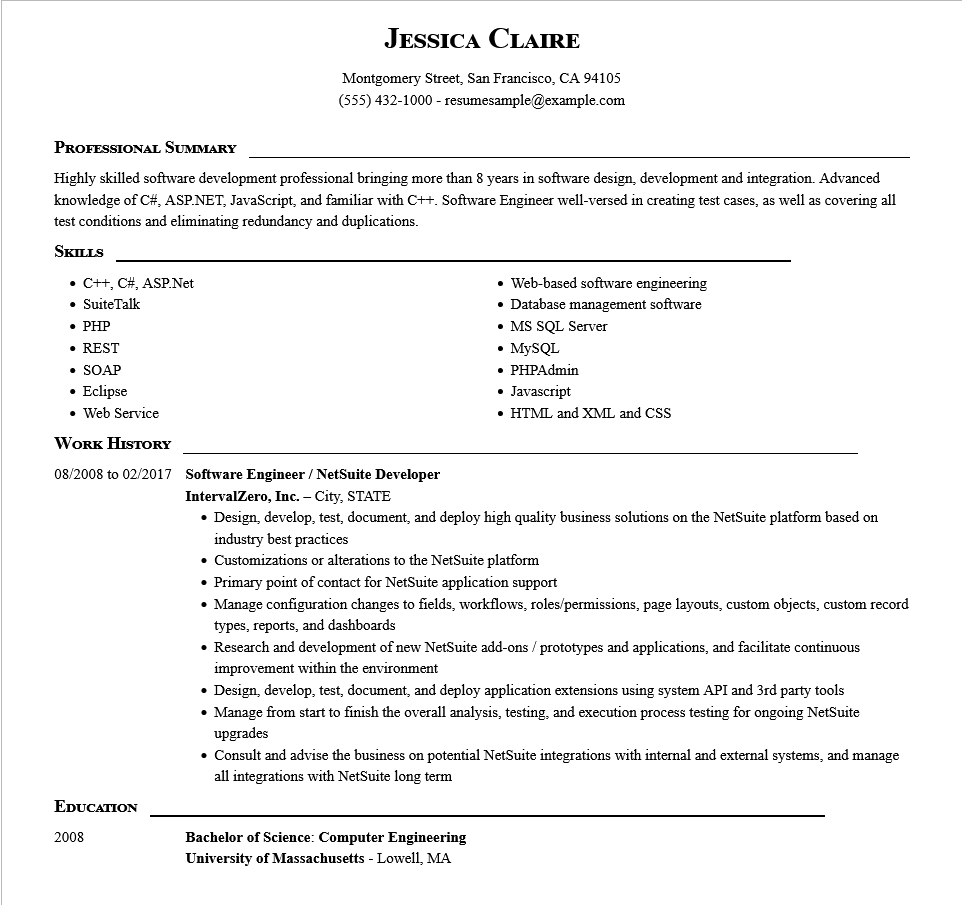 Jessica Claire
Montgomery Street, San Francisco, CA 94105
(555) 432-1000 - resumesample@example.com
Professional Summary
Highly skilled software development professional bringing more than 8 years in software design, development and integration. Advanced
knowledge of C#, ASP.NET, JavaScript, and familiar with C++. Software Engineer well-versed in creating test cases, as well as covering all
test conditions and eliminating redundancy and duplications.
Skills
• C++, C#, ASP.Net
• SuiteTalk
• PHP
• REST
• SOAP
• Eclipse
• Web Service
• Web-based software engineering
• Database management software
• MS SQL Server
• MySQL
• PHPAdmin
• Javascript
• HTML and XML and CSS
Work History
08/2008 to 02/2017 Software Engineer / NetSuite Developer
IntervalZero, Inc. – City, STATE
• Design, develop, test, document, and deploy high quality business solutions on the NetSuite platform based on
industry best practices
• Customizations or alterations to the NetSuite platform
• Primary point of contact for NetSuite application support
• Manage configuration changes to fields, workflows, roles/permissions, page layouts, custom objects, custom record
types, reports, and dashboards
• Research and development of new NetSuite add-ons / prototypes and applications, and facilitate continuous
improvement within the environment
• Design, develop, test, document, and deploy application extensions using system API and 3rd party tools
• Manage from start to finish the overall analysis, testing, and execution process testing for ongoing NetSuite
upgrades
• Consult and advise the business on potential NetSuite integrations with internal and external systems, and manage
all integrations with NetSuite long term
Education
2008 Bachelor of Science: Computer Engineering
University of Massachusetts - Lowell, MA